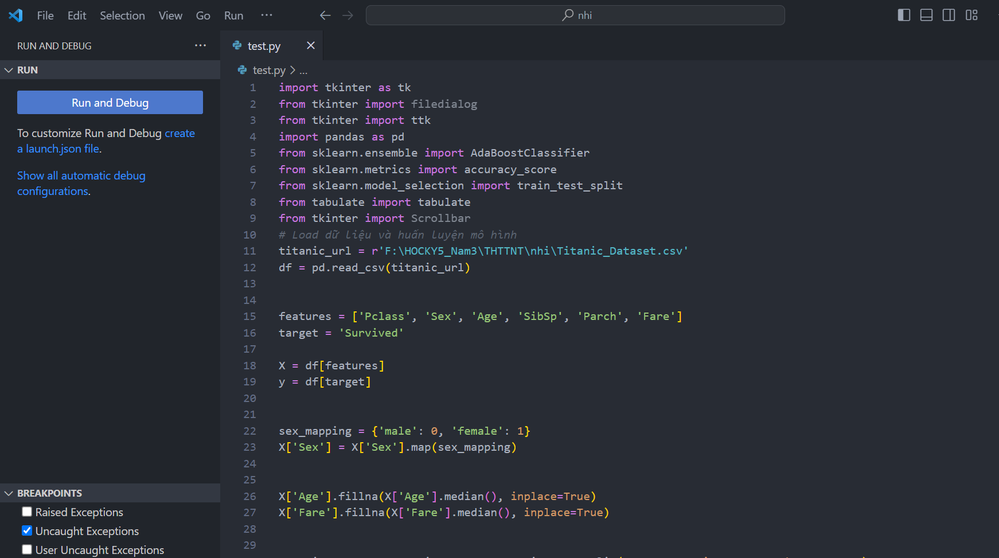 File Edit Selection View Go Run ···
nhi
RUN AND DEBUG ···
RUN
Run and Debug
To customize Run and Debug create
a launch.json file.
Show all automatic debug
configurations.
BREAKPOINTS
Raised Exceptions
Uncaught Exceptions
User Uncaught Exceptions
test.py
test.py > ...
1 import tkinter as tk
2 from tkinter import filedialog
3 from tkinter import ttk
4 import pandas as pd
5 from sklearn.ensemble import AdaBoostClassifier
6 from sklearn.metrics import accuracy_score
7 from sklearn.model_selection import train_test_split
8 from tabulate import tabulate
9 from tkinter import Scrollbar
10 # Load dữ liệu và huấn luyện mô hình
11 titanic_url = r'F:\HOCKY5_Nam3\THTTNT\nhi\Titanic_Dataset.csv'
12 df = pd.read_csv(titanic_url)
13
14
15 features = ['Pclass', 'Sex', 'Age', 'SibSp', 'Parch', 'Fare']
16 target = 'Survived'
17
18 X = df[features]
19 y = df[target]
20
21
22 sex_mapping = {'male': 0, 'female': 1}
23 X['Sex'] = X['Sex'].map(sex_mapping)
24
25
26 X['Age'].fillna(X['Age'].median(), inplace=True)
27 X['Fare'].fillna(X['Fare'].median(), inplace=True)
28
29